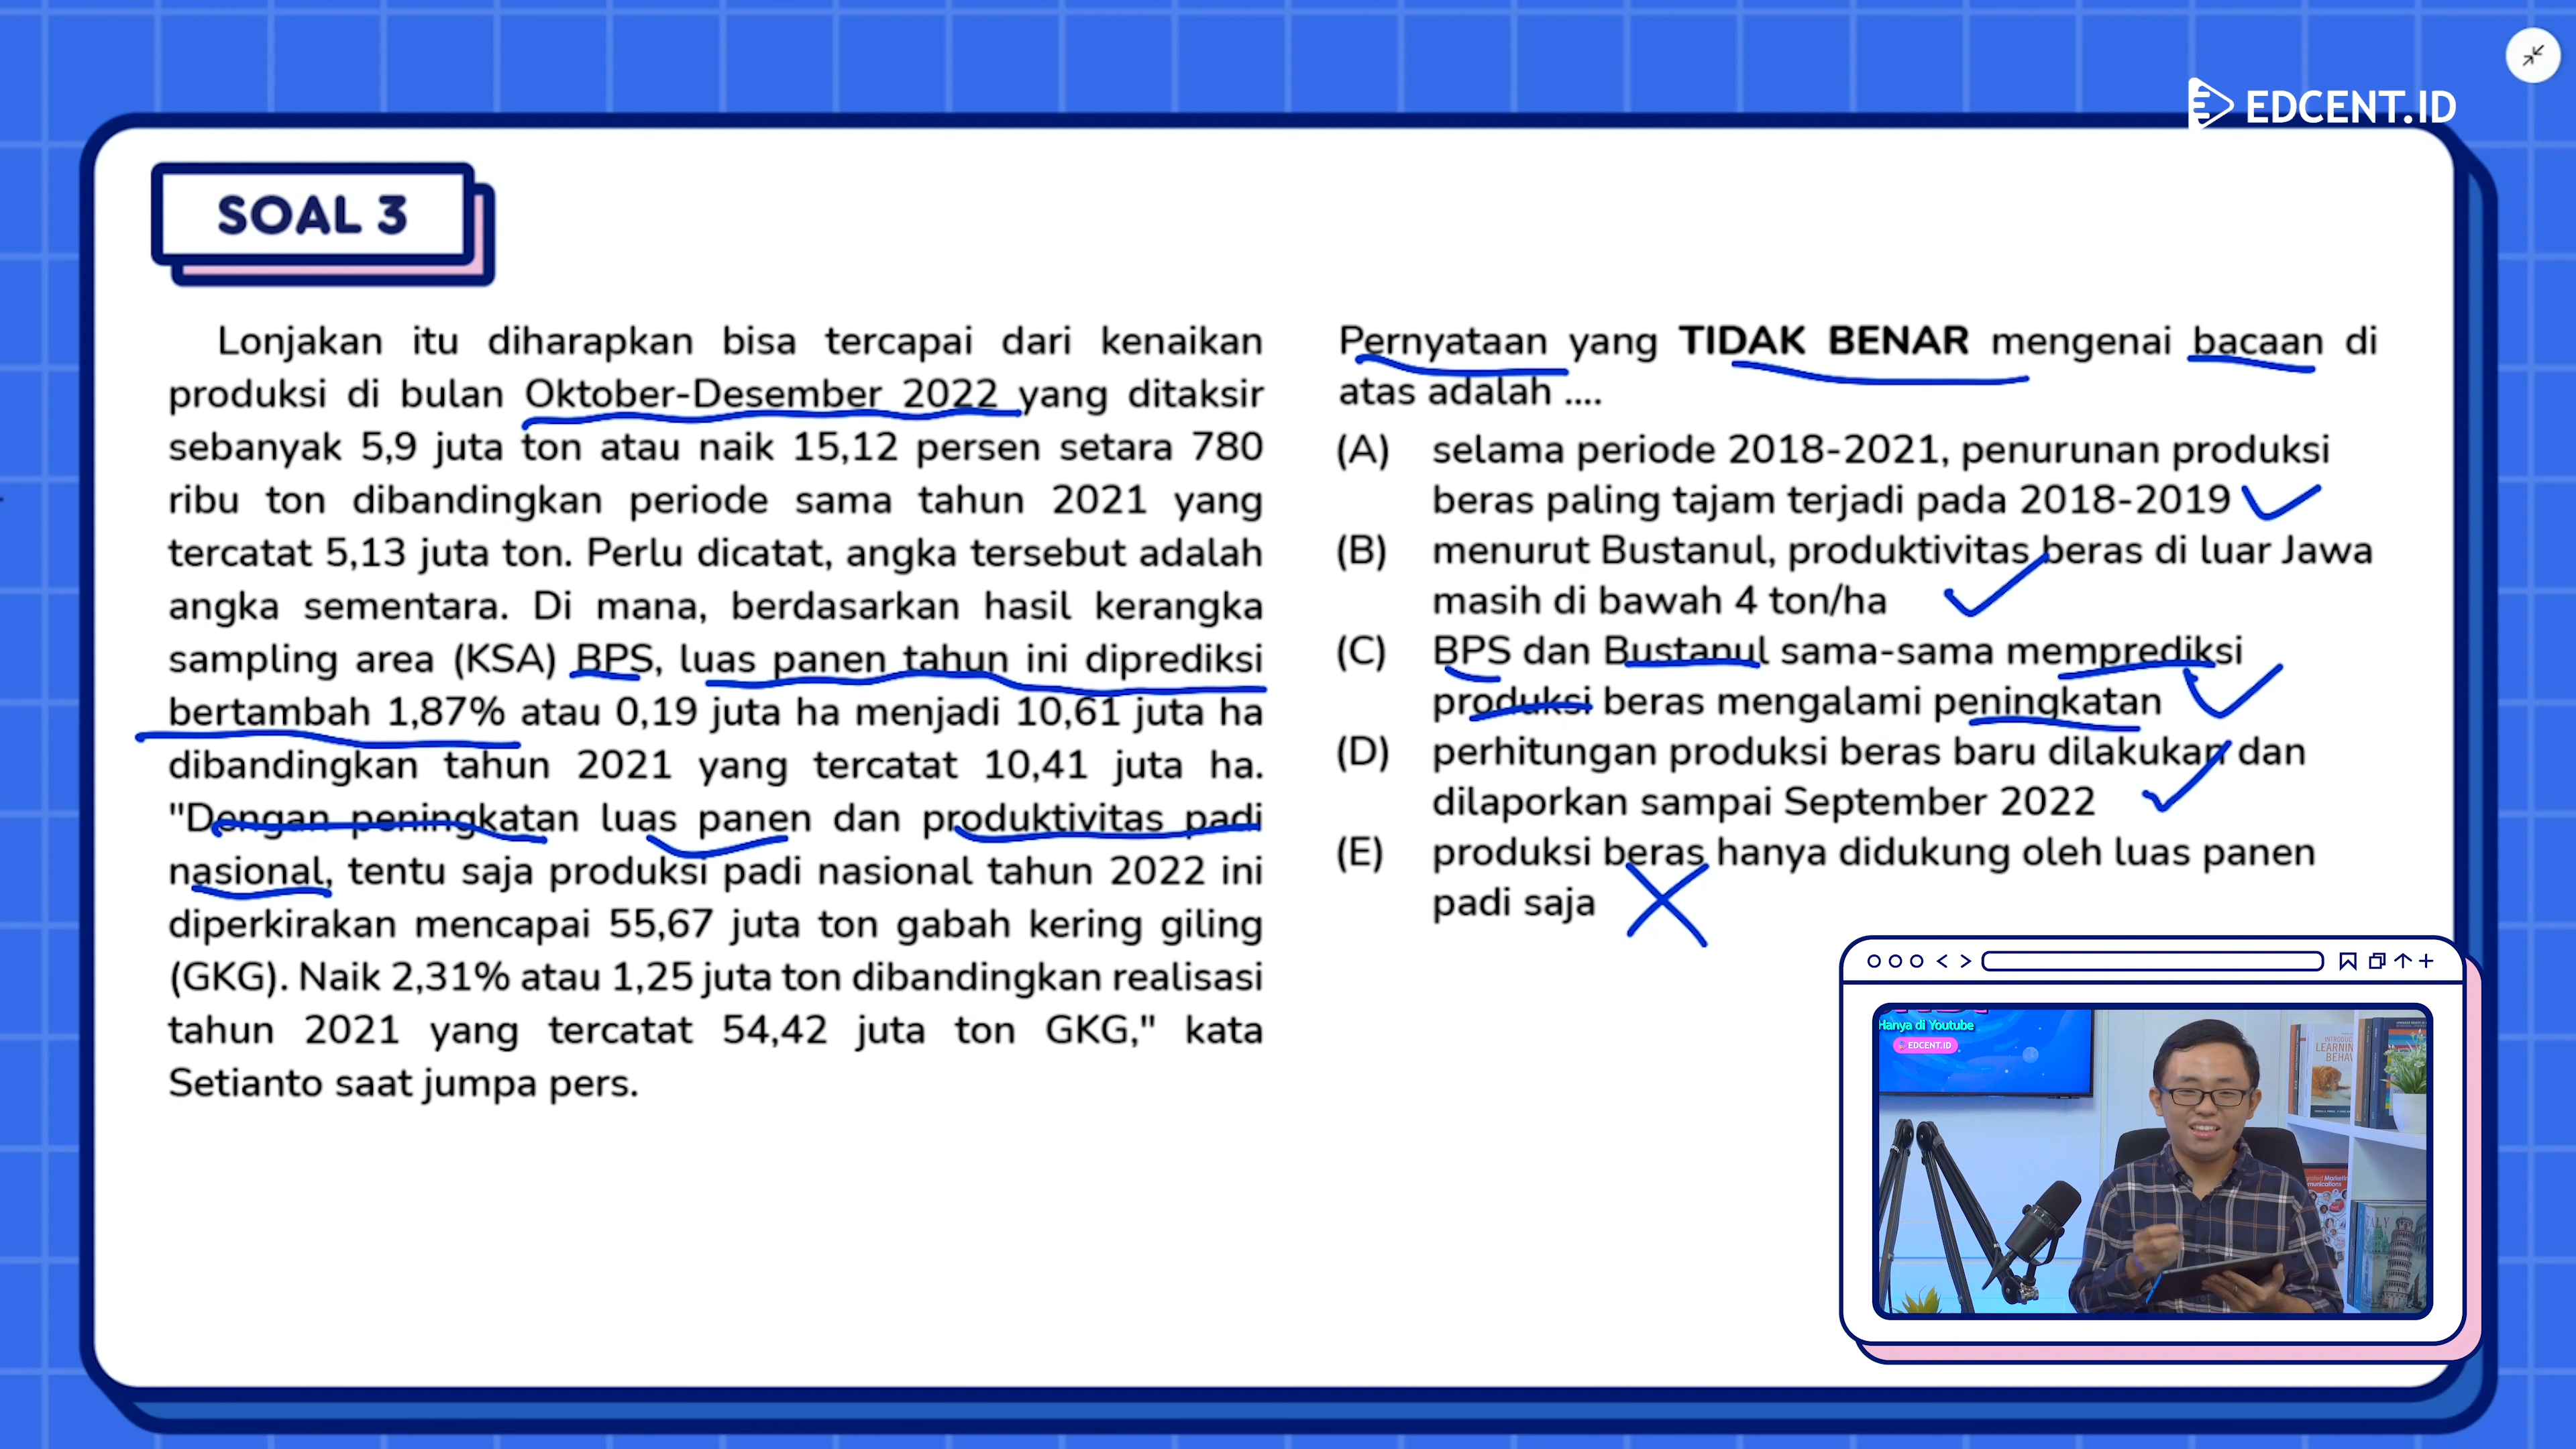 EDCENT.ID
SOAL 3
Lonjakan itu diharapkan bisa tercapai dari kenaikan
produksi di bulan Oktober-Desember 2022 yang ditaksir
sebanyak 5,9 juta ton atau naik 15,12 persen setara 780
ribu ton dibandingkan periode sama tahun 2021 yang
tercatat 5,13 juta ton. Perlu dicatat, angka tersebut adalah
angka sementara. Di mana, berdasarkan hasil kerangka
sampling area (KSA) BPS, luas panen tahun ini diprediksi
bertambah 1,87% atau 0,19 juta ha menjadi 10,61 juta ha
dibandingkan tahun 2021 yang tercatat 10,41 juta ha.
"Dengan peningkatan luas panen dan produktivitas padi
nasional, tentu saja produksi padi nasional tahun 2022 ini
diperkirakan mencapai 55,67 juta ton gabah kering giling
(GKG). Naik 2,31% atau 1,25 juta ton dibandingkan realisasi
tahun 2021 yang tercatat 54,42 juta ton GKG," kata
Setianto saat jumpa pers.
Pernyataan yang TIDAK BENAR mengenai bacaan di
atas adalah ....
(A) selama periode 2018-2021, penurunan produksi
beras paling tajam terjadi pada 2018-2019
(B) menurut Bustanul, produktivitas beras di luar Jawa
masih di bawah 4 ton/ha
(C) BPS dan Bustanul sama-sama memprediksi
produksi beras mengalami peningkatan
(D) perhitungan produksi beras baru dilakukan dan
dilaporkan sampai September 2022
(E) produksi beras hanya didukung oleh luas panen
padi saja
Hanya di Youtube
EDCENT.ID